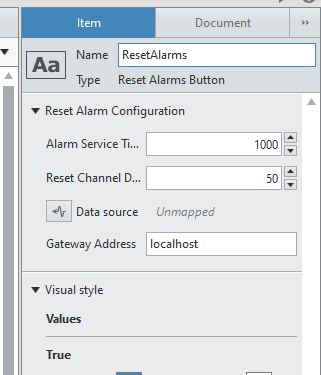 Item Document ››
Aa Name ResetAlarms
Type Reset Alarms Button
Reset Alarm Configuration
Alarm Service Ti... 1000
Reset Channel D... 50
Data source Unmapped
Gateway Address localhost
Visual style
Values
True